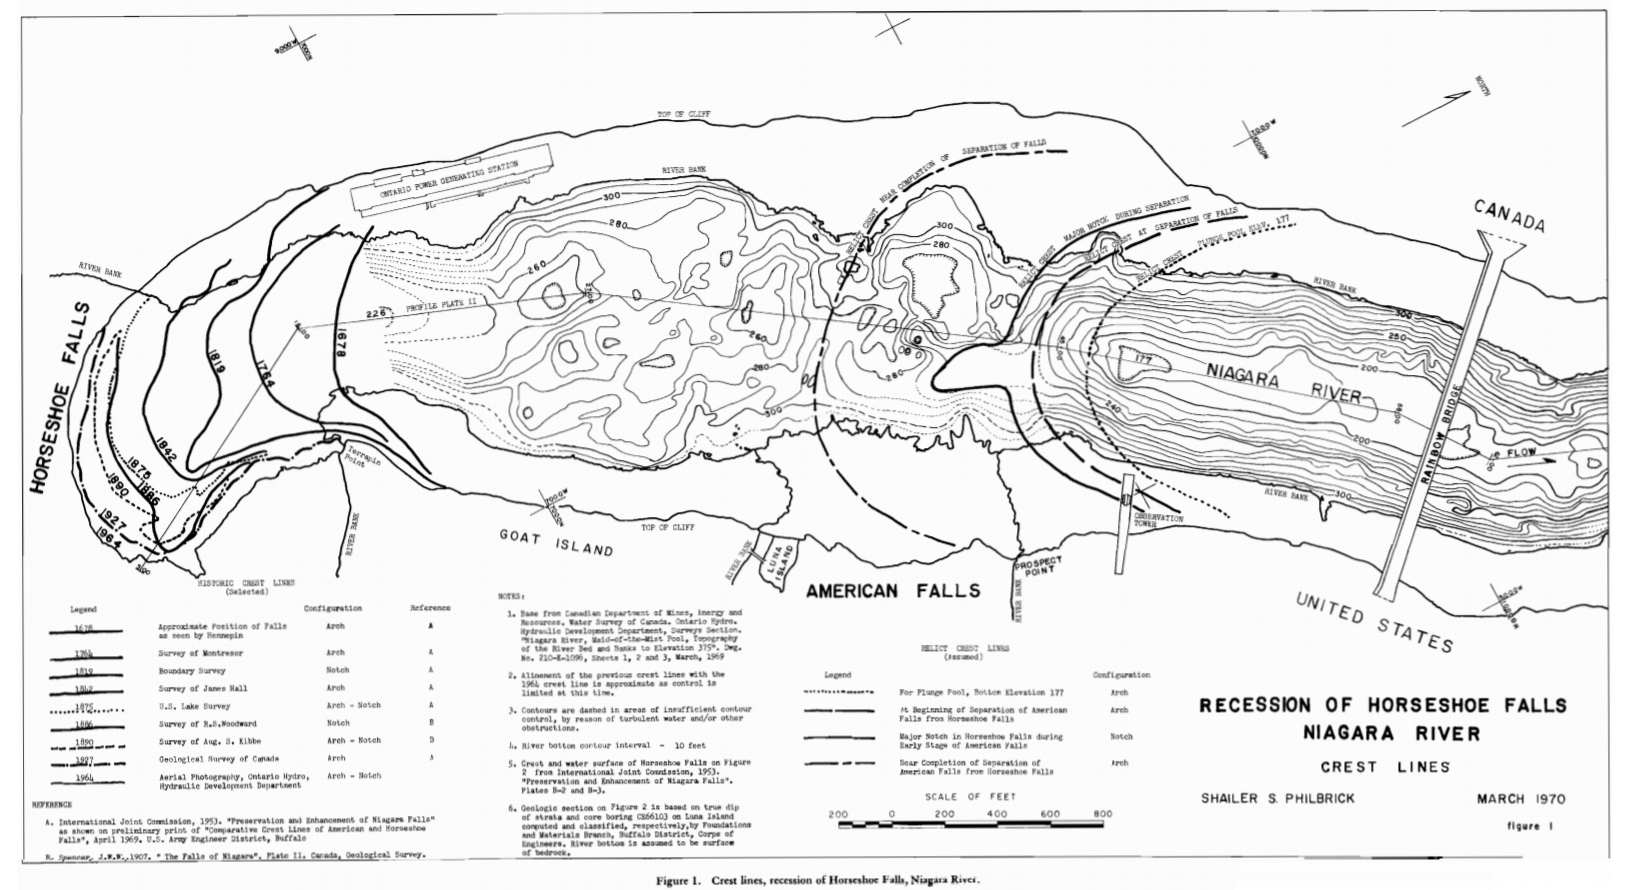 9000W
7000N
NORTH
7000W
10000N
TOP OF CLIFF
ONTARIO POWER GENERATING STATION
RIVER BANK
RELICT CREST NEAR COMPLETION OF SEPARATION OF FALLS
RELICT CREST MAJOR NOTCH DURING SEPARATION
RELICT CREST AT SEPARATION OF FALLS
RELICT CREST PLUNGE POOL ELEV. 177
CANADA
RIVER BANK
RIVER BANK
HORSESHOE FALLS
300
280
260
226
PROFILE PLATE II
300
280
260
280
280
300
300
250
200
177
240
200
300
1678
1764
1819
1842
1875
1886
1890
1927
1964
NIAGARA RIVER
RAINBOW BRIDGE
FLOW
RIVER BANK
Terrapin
Point
RIVER BANK
GOAT ISLAND
TOP OF CLIFF
RIVER BANK
LUNA
ISLAND
AMERICAN FALLS
PROSPECT
POINT
RIVER BANK
OBSERVATION
TOWER
UNITED STATES
HISTORIC CREST LINES
(Selected)
Legend Configuration Reference
1678 Approximate Position of Falls as seen by Hennepin Arch A
1764 Survey of Montresor Arch A
1819 Boundary Survey Notch A
1842 Survey of James Hall Arch A
1875 U.S. Lake Survey Arch - Notch A
1886 Survey of R.S.Woodward Notch B
1890 Survey of Aug. S. Kibbe Arch - Notch B
1927 Geological Survey of Canada Arch A
1964 Aerial Photography, Ontario Hydro, Hydraulic Development Department Arch - Notch
REFERENCE
A. International Joint Commission, 1953. "Preservation and Enhancement of Niagara Falls"
as shown on preliminary print of "Comparative Crest Lines of American and Horseshoe
Falls", April 1969. U.S. Army Engineer District, Buffalo
B. Spencer, J.W.W., 1907. " The Falls of Niagara". Plate II. Canada, Geological Survey.
NOTES:
1. Base from Canadian Department of Mines, Energy and
Resources. Water Survey of Canada. Ontario Hydro.
Hydraulic Development Department, Surveys Section.
"Niagara River, Maid-of-the-Mist Pool, Topography
of the River Bed and Banks to Elevation 375". Dwg.
No. 210-E-1096, Sheets 1, 2 and 3, March, 1969
2. Alinement of the previous crest lines with the
1964 crest line is approximate as control is
limited at this time.
3. Contours are dashed in areas of insufficient contour
control, by reason of turbulent water and/or other
obstructions.
4. River bottom contour interval - 10 feet
5. Crest and water surface of Horseshoe Falls on Figure
2 from International Joint Commission, 1953.
"Preservation and Enhancement of Niagara Falls".
Plates B-2 and B-3.
6. Geologic section on Figure 2 is based on true dip
of strata and core boring CE66103 on Luna Island
computed and classified, respectively,by Foundations
and Materials Branch, Buffalo District, Corps of
Engineers. River bottom is assumed to be surface
of bedrock.
RELICT CREST LINES
(Assumed)
Legend Configuration
For Plunge Pool, Bottom Elevation 177 Arch
At Beginning of Separation of American Arch
Falls from Horseshoe Falls
Major Notch in Horseshoe Falls during Notch
Early Stage of American Falls
Near Completion of Separation of Arch
American Falls from Horseshoe Falls
SCALE OF FEET
200 0 200 400 600 800
RECESSION OF HORSESHOE FALLS
NIAGARA RIVER
CREST LINES
SHAILER S. PHILBRICK MARCH 1970
figure 1
Figure 1. Crest lines, recession of Horseshoe Falls, Niagara River.